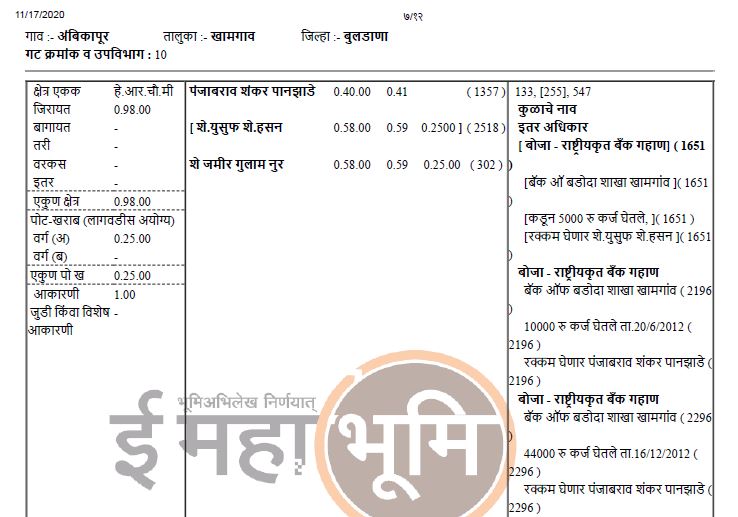 11/17/2020
७/१२
गाव :- अंबिकापूर तालुका :- खामगाव जिल्हा :- बुलडाणा
गट क्रमांक व उपविभाग : 10
क्षेत्र एकक हे.आर.चौ.मी
जिरायत 0.98.00
बागायत -
तरी -
वरकस -
इतर -
एकुण क्षेत्र 0.98.00
पोट-खराब (लागवडीस अयोग्य)
वर्ग (अ) 0.25.00
वर्ग (ब) -
एकुण पो ख 0.25.00
आकारणी 1.00
जुडी किंवा विशेष -
आकारणी
पंजाबराव शंकर पानझाडे 0.40.00 0.41 ( 1357 )
[ शे.युसुफ शे.हसन 0.58.00 0.59 0.2500 ] ( 2518 )
शे जमीर गुलाम नुर 0.58.00 0.59 0.25.00 ( 302 )
133, [255], 547
कुळाचे नाव
इतर अधिकार
[ बोजा - राष्ट्रीयकृत बँक गहाण] ( 1651
)
[बॅक ऑ बडोदा शाखा खामगांव ]( 1651
)
[कडून 5000 रु कर्ज घेतले, ]( 1651 )
[रक्कम घेणार शे.युसुफ शे.हसन ]( 1651
)
बोजा - राष्ट्रीयकृत बँक गहाण
बॅक ऑफ बडोदा शाखा खामगांव ( 2196
)
10000 रु कर्ज घेतले ता.20/6/2012 (
2196 )
रक्कम घेणार पंजाबराव शंकर पानझाडे (
2196 )
बोजा - राष्ट्रीयकृत बँक गहाण
बॅक ऑफ बडोदा शाखा खामगांव ( 2296
)
44000 रु कर्ज घेतले ता.16/12/2012 (
2296 )
रक्कम घेणार पंजाबराव शंकर पानझाडे (
2296 )
भूमिअभिलेख निर्णयात्
ई महा भूमि